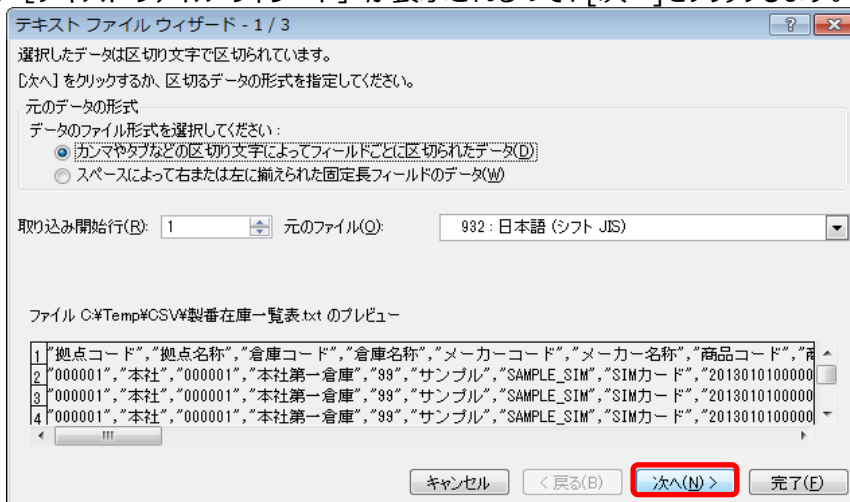 テキスト ファイル ウィザード - 1 / 3
選択したデータは区切り文字で区切られています。
[次へ] をクリックするか、区切るデータの形式を指定してください。
元のデータの形式
データのファイル形式を選択してください：
カンマやタブなどの区切り文字によってフィールドごとに区切られたデータ(D)
スペースによって右または左に揃えられた固定長フィールドのデータ(W)
取り込み開始行(R): 1 元のファイル(O): 932 : 日本語 (シフト JIS)
ファイル C:¥Temp¥CSV¥製番在庫一覧表.txt のプレビュー
1 "拠点コード","拠点名称","倉庫コード","倉庫名称","メーカーコード","メーカー名称","商品コード","
2 "000001","本社","000001","本社第一倉庫","99","サンプル","SAMPLE_SIM","SIMカード","2013010100000
3 "000001","本社","000001","本社第一倉庫","99","サンプル","SAMPLE_SIM","SIMカード","2013010100000
4 "000001","本社","000001","本社第一倉庫","99","サンプル","SAMPLE_SIM","SIMカード","2013010100000
キャンセル < 戻る(B) 次へ(N) > 完了(F)